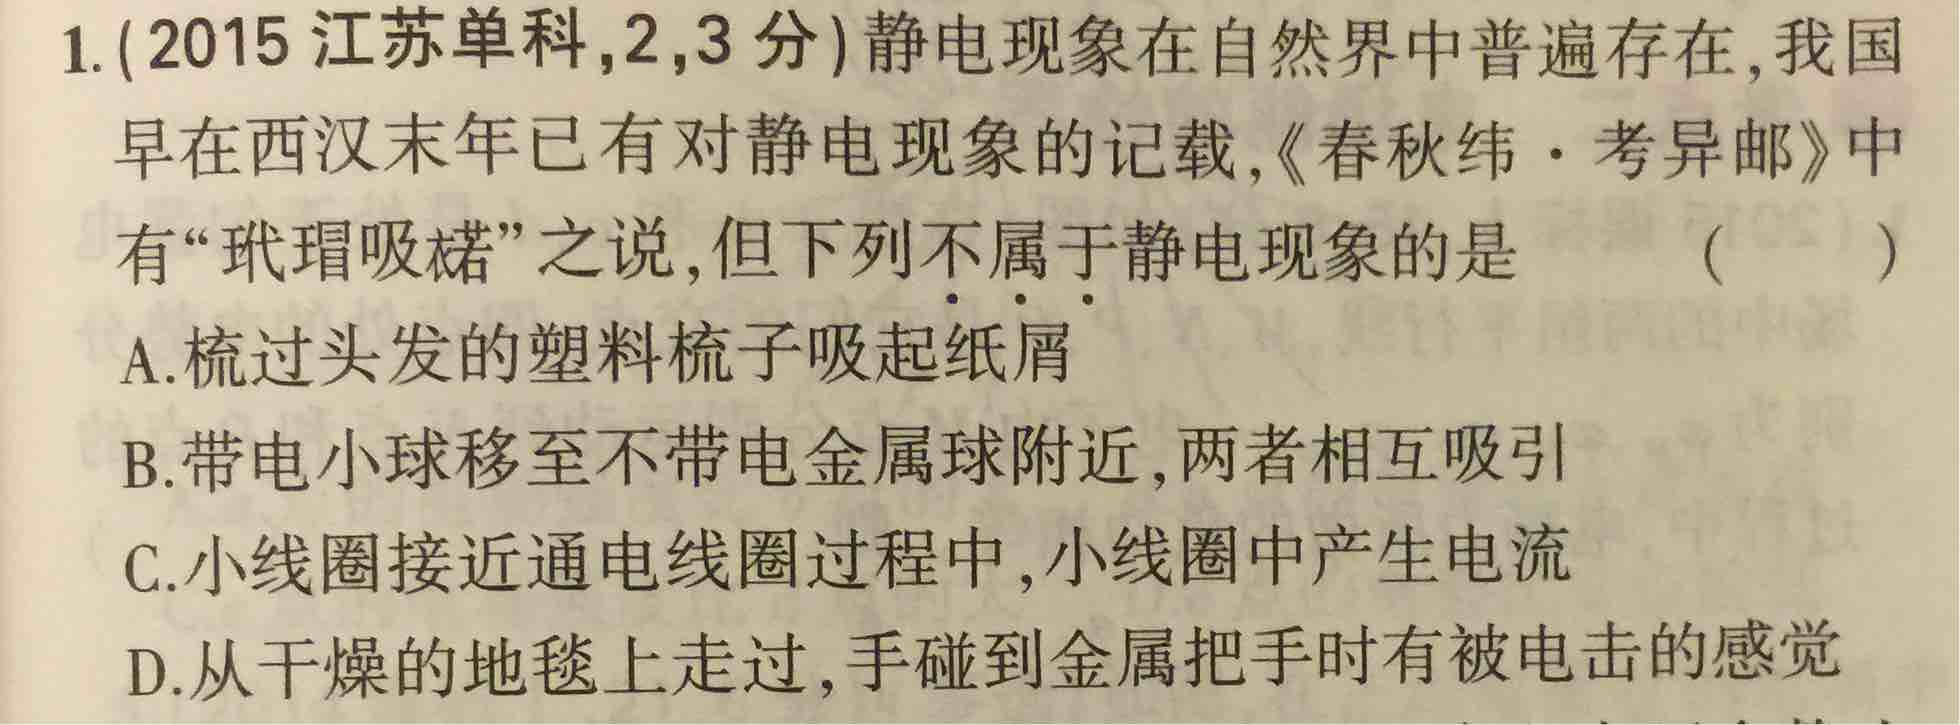 1.(2015 江苏单科,2,3 分)静电现象在自然界中普遍存在,我国
早在西汉末年已有对静电现象的记载,《春秋纬·考异邮》中
有“玳瑁吸𬜯”之说,但下列不属于静电现象的是 ( )
A.梳过头发的塑料梳子吸起纸屑
B.带电小球移至不带电金属球附近,两者相互吸引
C.小线圈接近通电线圈过程中,小线圈中产生电流
D.从干燥的地毯上走过,手碰到金属把手时有被电击的感觉